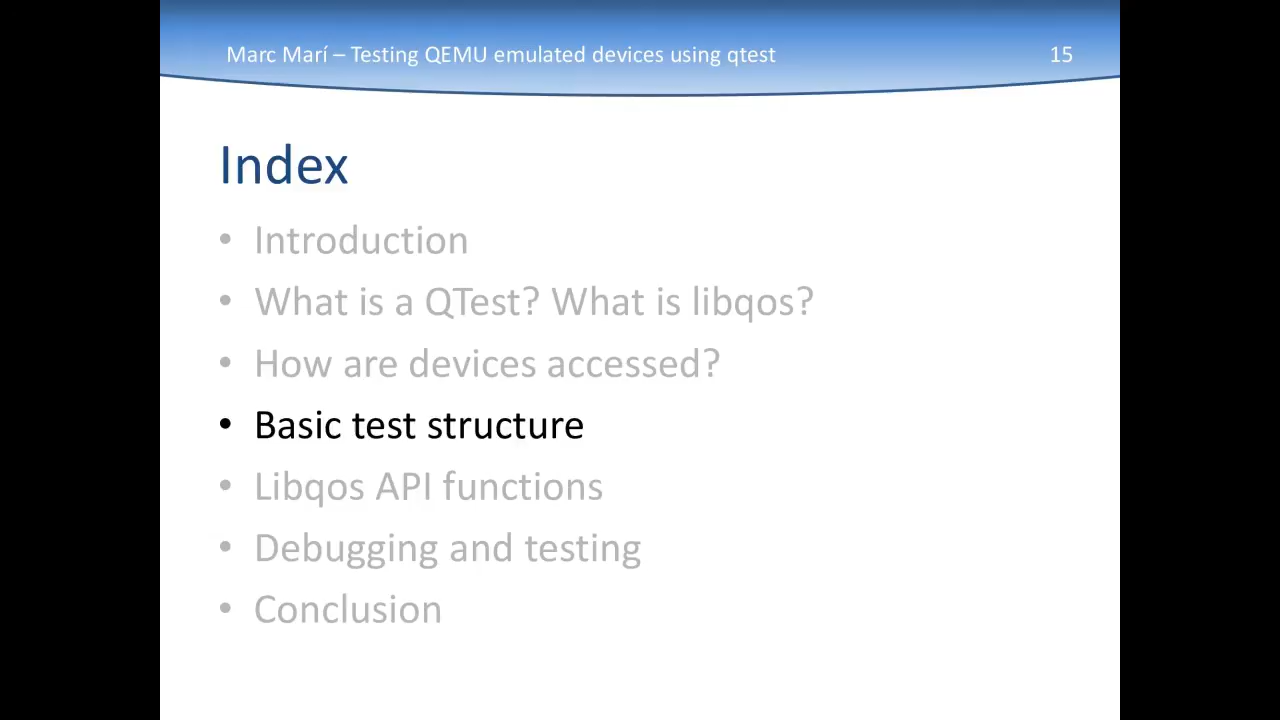 Marc Marí – Testing QEMU emulated devices using qtest 15
Index
• Introduction
• What is a QTest? What is libqos?
• How are devices accessed?
• Basic test structure
• Libqos API functions
• Debugging and testing
• Conclusion